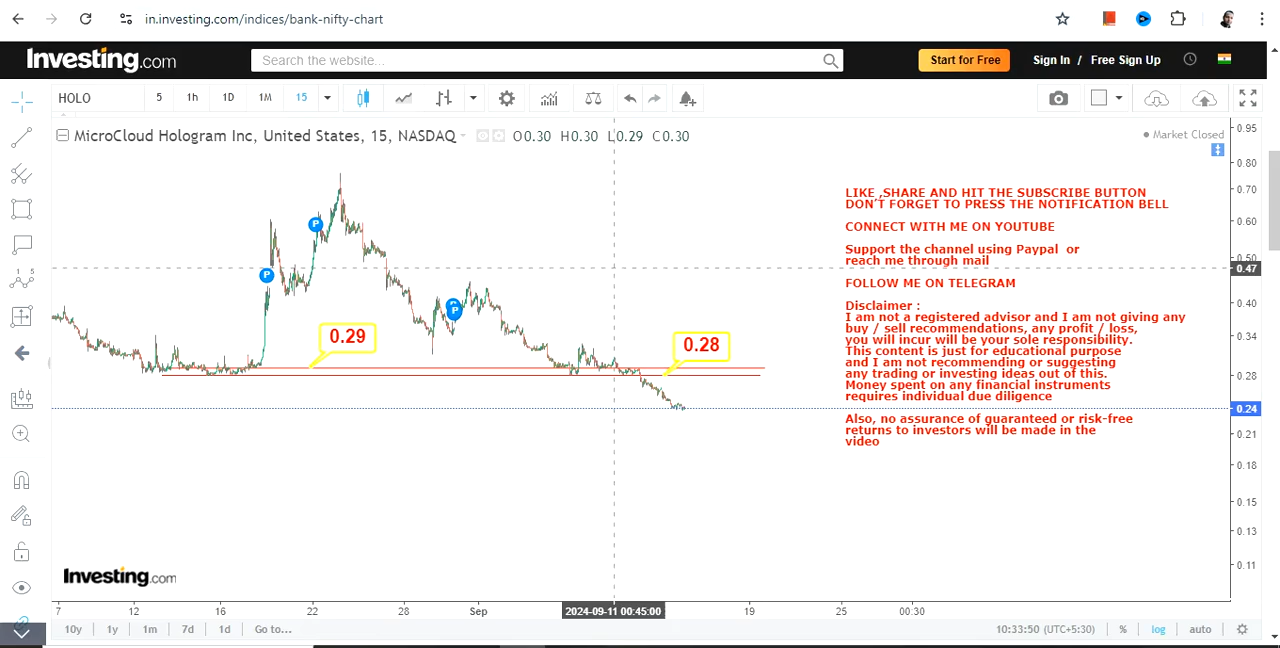 in.investing.com/indices/bank-nifty-chart
Investing.com
Search the website...
Start for Free
Sign In / Free Sign Up
HOLO
5
1h
1D
1M
15
MicroCloud Hologram Inc, United States, 15, NASDAQ
O0.30 H0.30 L0.29 C0.30
Market Closed
0.95
0.80
0.70
0.60
0.50
0.47
0.40
0.34
0.28
0.24
0.21
0.18
0.15
0.13
0.11
P
P
P
1 5
0.29
0.28
LIKE ,SHARE AND HIT THE SUBSCRIBE BUTTON
DON'T FORGET TO PRESS THE NOTIFICATION BELL
CONNECT WITH ME ON YOUTUBE
Support the channel using Paypal or
reach me through mail
FOLLOW ME ON TELEGRAM
Disclaimer :
I am not a registered advisor and I am not giving any
buy / sell recommendations, any profit / loss,
you will incur will be your sole responsibility.
This content is just for educational purpose
and I am not recommending or suggesting
any trading or investing ideas out of this.
Money spent on any financial instruments
requires individual due diligence
Also, no assurance of guaranteed or risk-free
returns to investors will be made in the
video
Investing.com
7
12
16
22
28
Sep
2024-09-11 00:45:00
19
25
00:30
10y
1y
1m
7d
1d
Go to...
10:33:50 (UTC+5:30)
%
log
auto